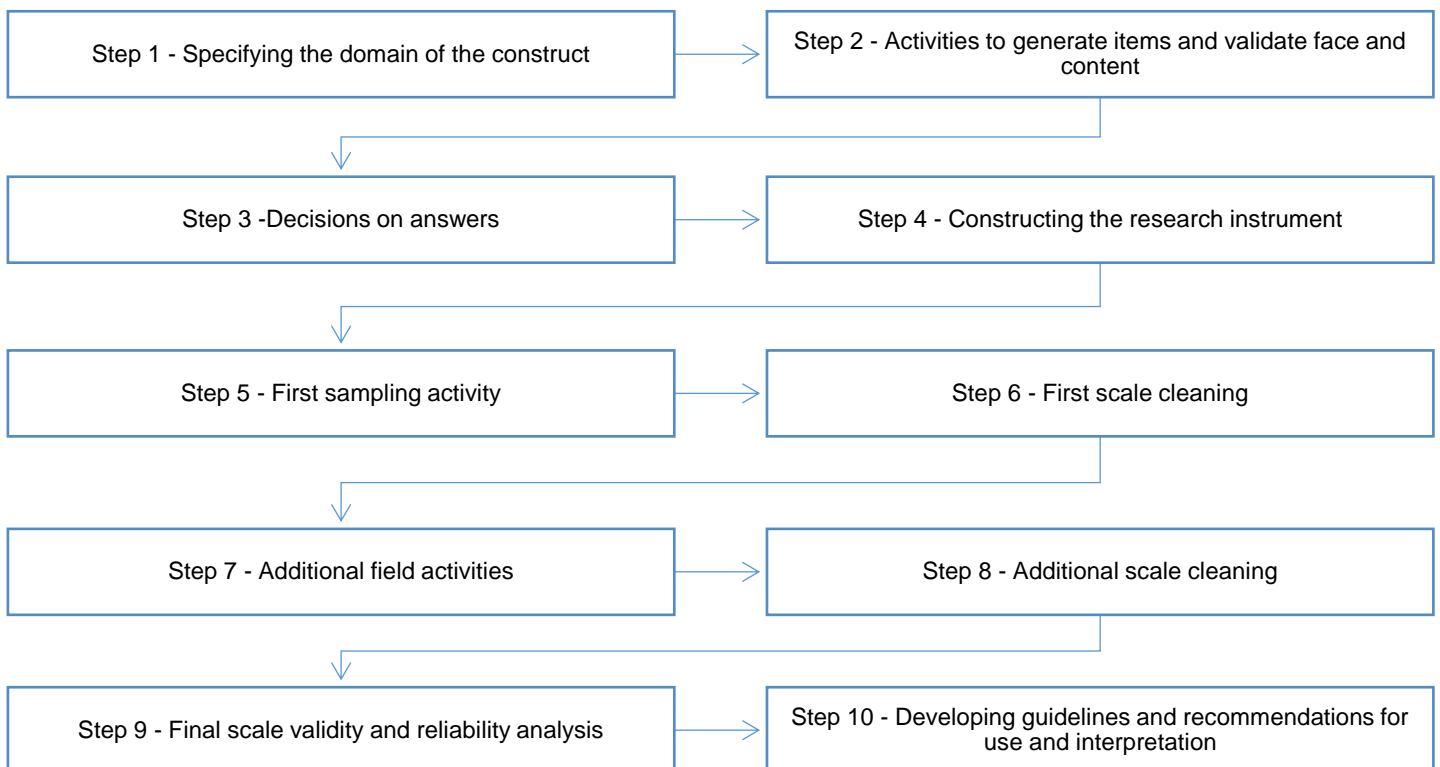 Step 1 - Specifying the domain of the construct
Step 2 - Activities to generate items and validate face and
content
Step 3 -Decisions on answers
Step 4 - Constructing the research instrument
Step 5 - First sampling activity
Step 6 - First scale cleaning
Step 7 - Additional field activities
Step 8 - Additional scale cleaning
Step 9 - Final scale validity and reliability analysis
Step 10 - Developing guidelines and recommendations for
use and interpretation